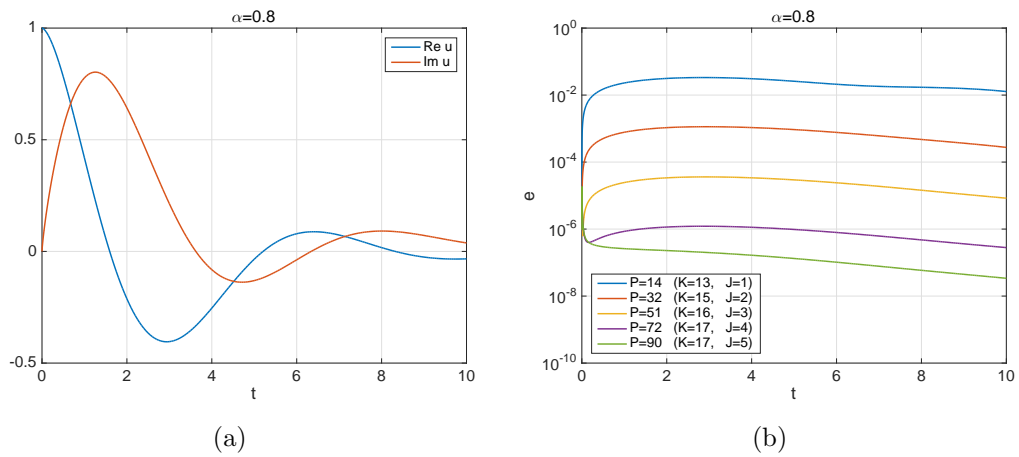 α=0.8
1
0.5
0
-0.5
0 2 4 6 8 10
t
Re u
Im u
(a)
α=0.8
e
10^0
10^-2
10^-4
10^-6
10^-8
10^-10
0 2 4 6 8 10
t
P=14 (K=13, J=1)
P=32 (K=15, J=2)
P=51 (K=16, J=3)
P=72 (K=17, J=4)
P=90 (K=17, J=5)
(b)